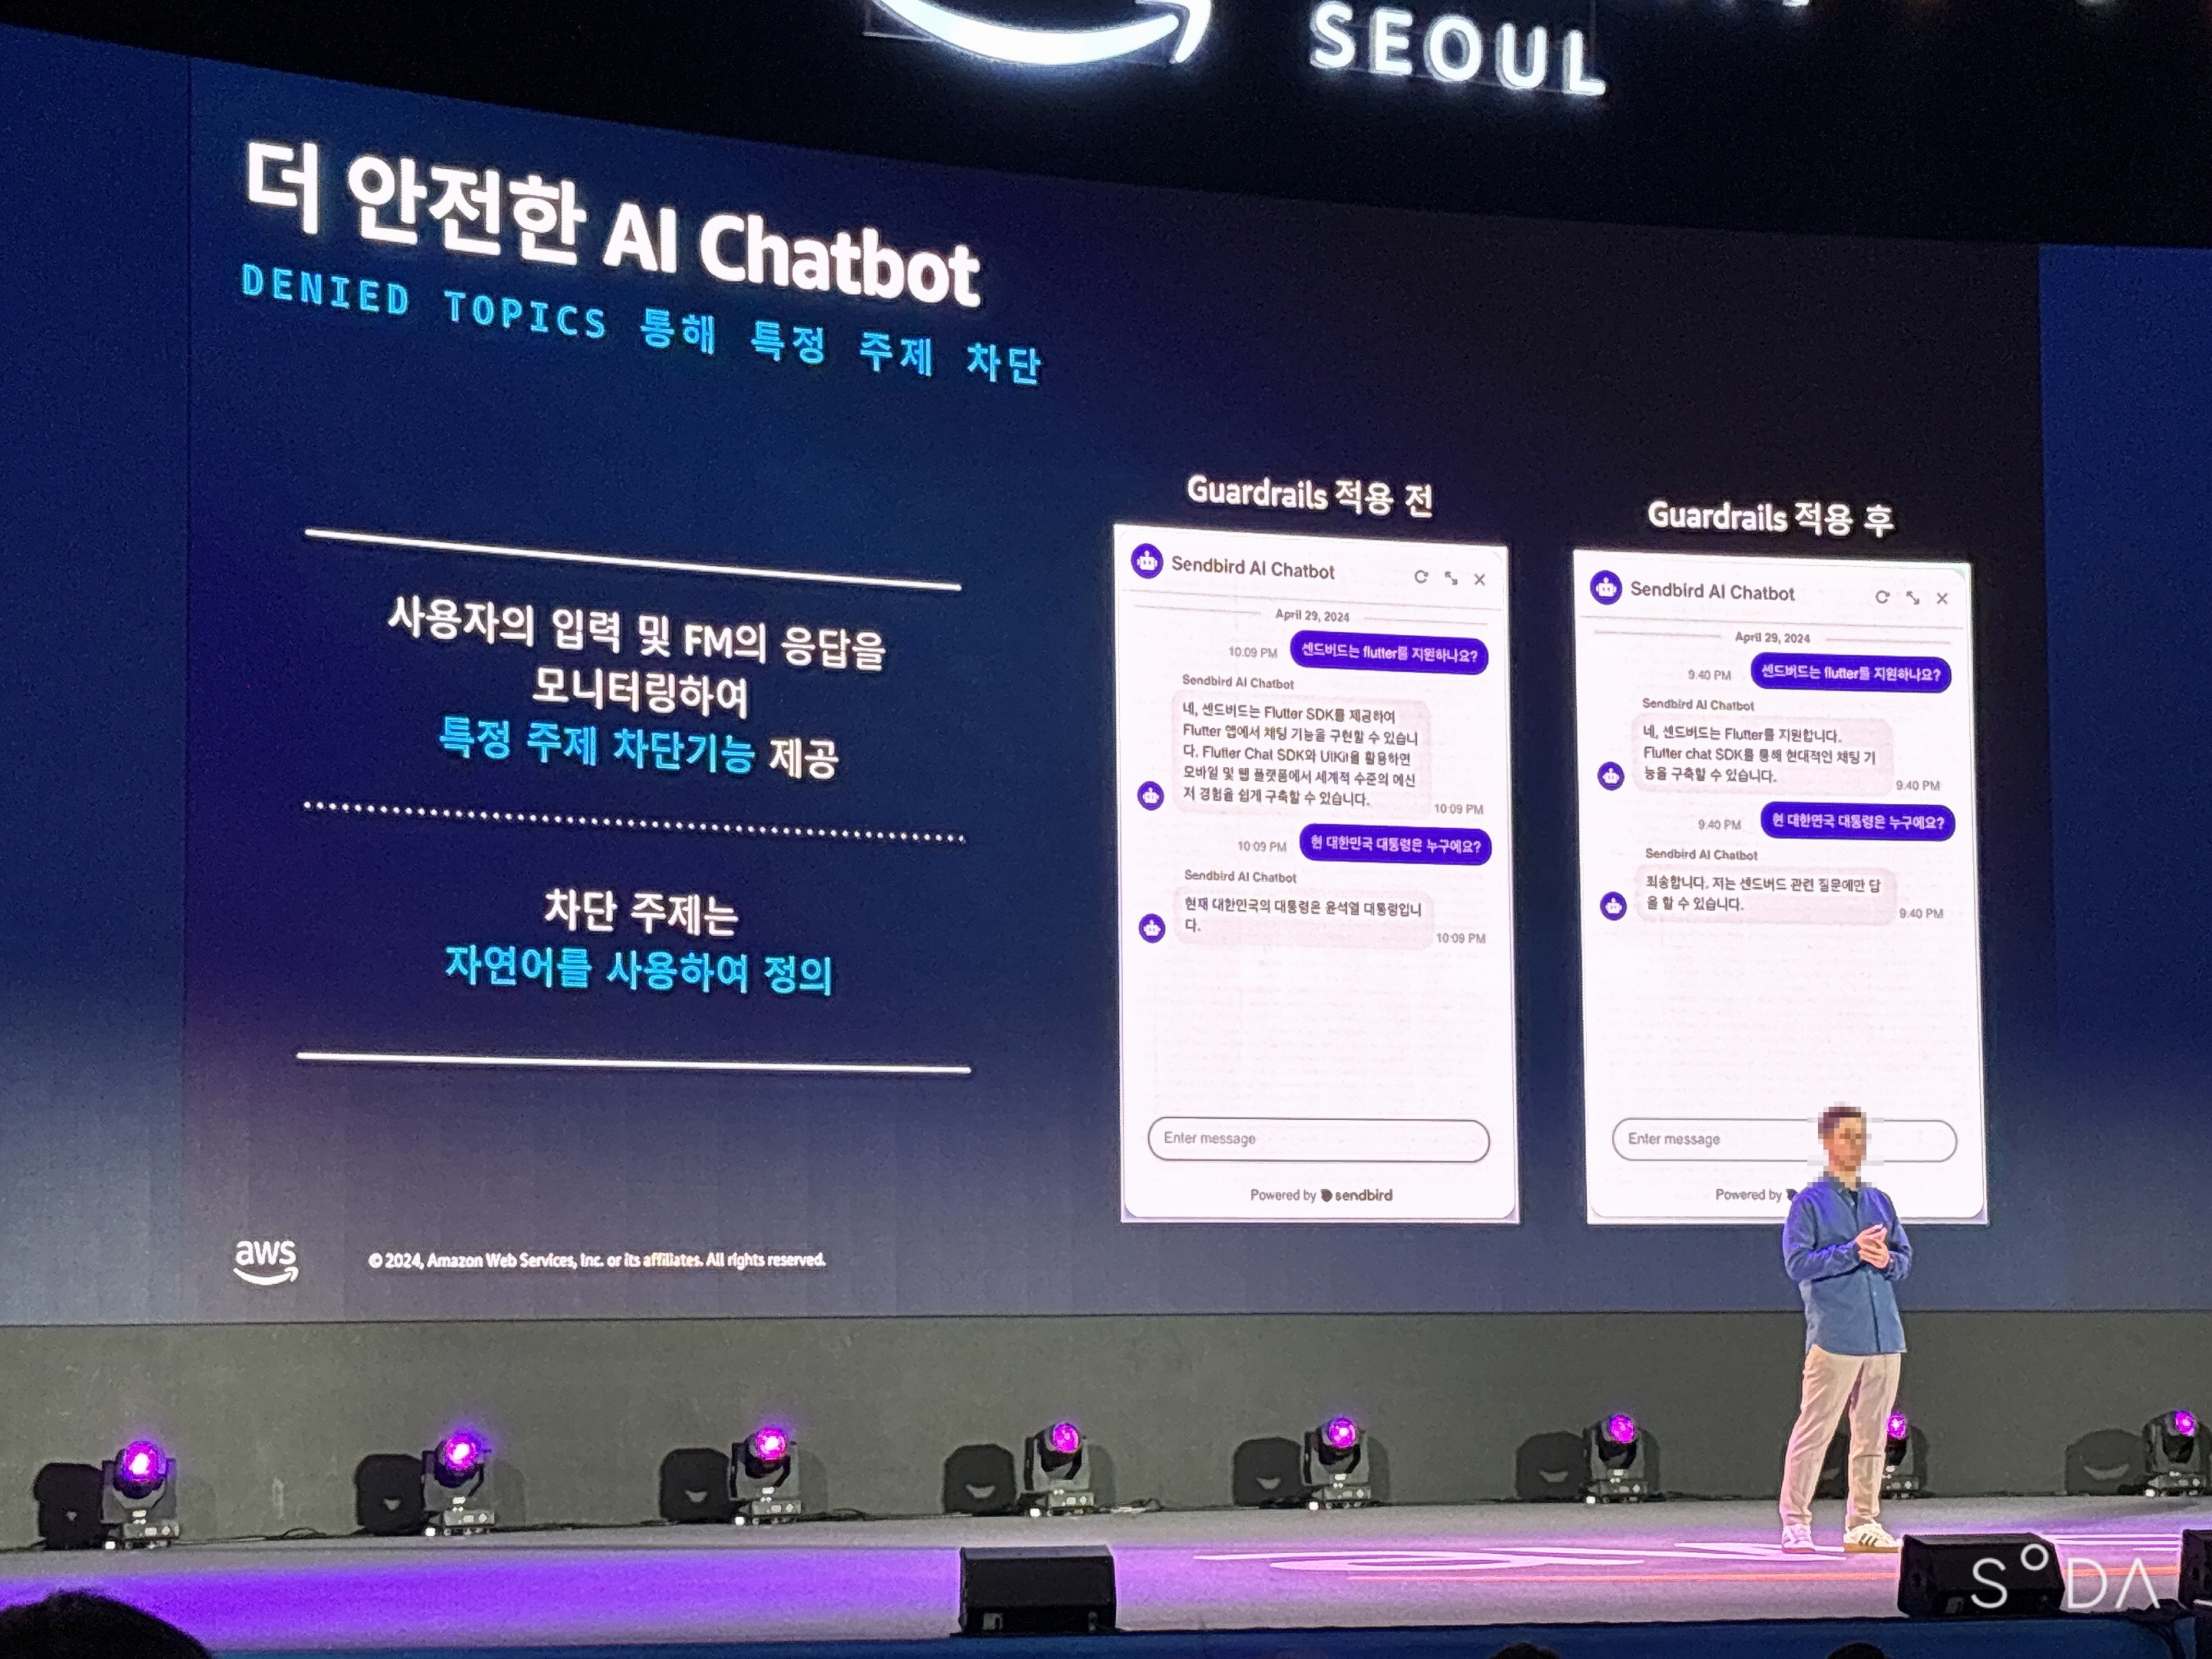 SEOUL
더 안전한 AI Chatbot
DENIED TOPICS 통해 특정 주제 차단
사용자의 입력 및 FM의 응답을
모니터링하여
특정 주제 차단기능 제공
차단 주제는
자연어를 사용하여 정의
Guardrails 적용 전
Sendbird AI Chatbot
April 29, 2024
10:09 PM 센드버드는 flutter를 지원하나요?
Sendbird AI Chatbot
네, 센드버드는 Flutter SDK를 제공하여
Flutter 앱에서 채팅 기능을 구현할 수 있습니
다. Flutter Chat SDK와 UIKit을 활용하면
모바일 및 웹 플랫폼에서 세계적 수준의 메신
저 경험을 쉽게 구축할 수 있습니다.
10:09 PM
10:09 PM 현 대한민국 대통령은 누구에요?
Sendbird AI Chatbot
현재 대한민국의 대통령은 윤석열 대통령입니
다.
10:09 PM
Enter message
Powered by sendbird
Guardrails 적용 후
Sendbird AI Chatbot
April 29, 2024
9:40 PM 센드버드는 flutter를 지원하나요?
Sendbird AI Chatbot
네, 센드버드는 Flutter를 지원합니다.
Flutter chat SDK를 통해 현대적인 채팅 기
능을 구축할 수 있습니다.
9:40 PM
9:40 PM 현 대한민국 대통령은 누구에요?
Sendbird AI Chatbot
죄송합니다. 저는 센드버드 관련 질문에만 답
을 할 수 있습니다.
9:40 PM
Enter message
Powered by
aws
© 2024, Amazon Web Services, Inc. or its affiliates. All rights reserved.
SODA